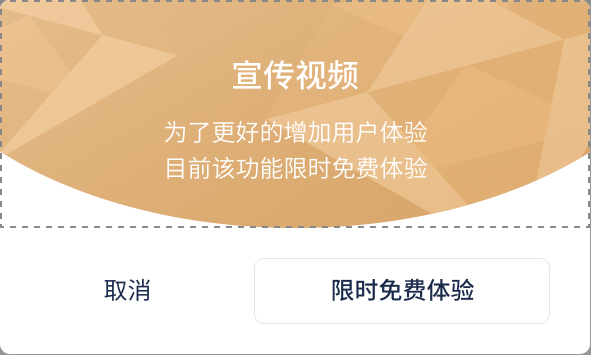 宣传视频
为了更好的增加用户体验
目前该功能限时免费体验
取消
限时免费体验